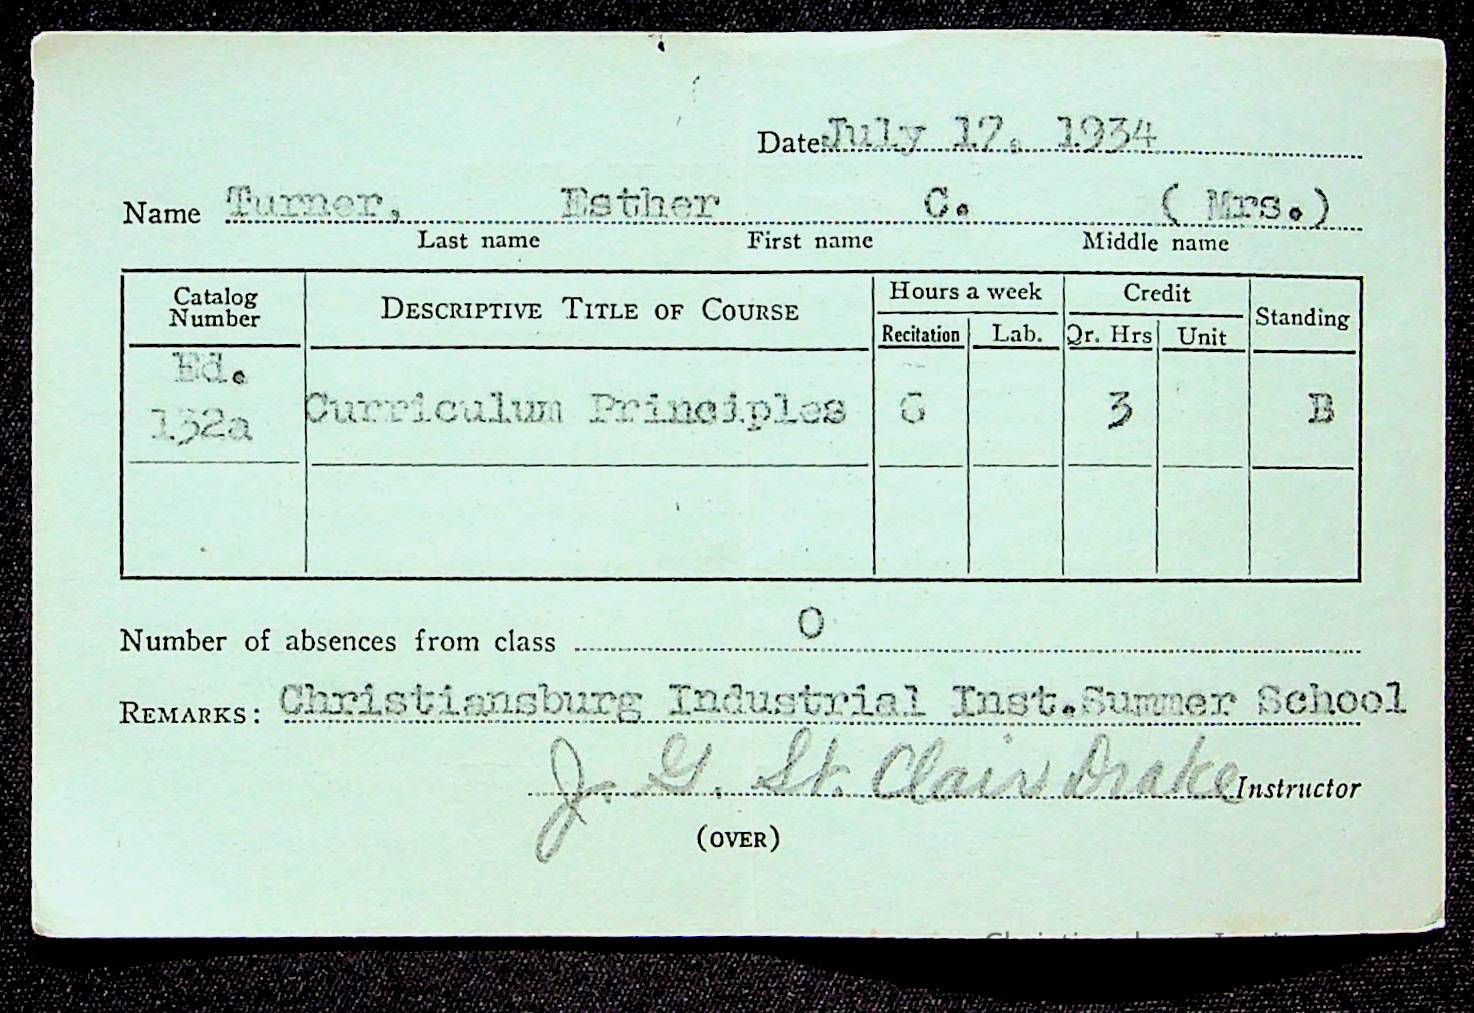 Date: July 17, 1934
Name Turner, Esther C. ( Mrs.)
Last name First name Middle name
Catalog Number DESCRIPTIVE TITLE OF COURSE Hours a week Credit Standing
Recitation Lab. Qr. Hrs Unit
Ed.
132a Curriculum Principles 6 3 B
Number of absences from class 0
REMARKS: Christiansburg Industrial Inst. Summer School
J. G. St. Clair Drake Instructor
(OVER)